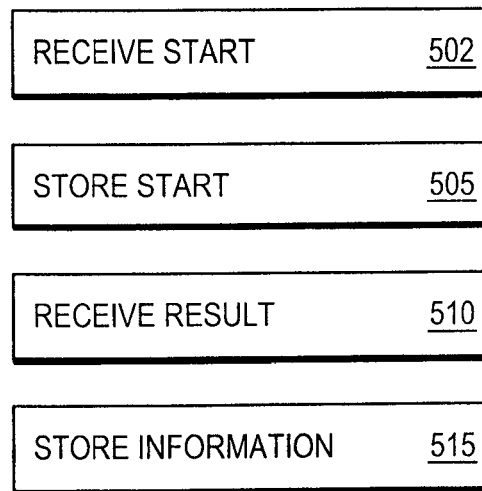 RECEIVE START 502
STORE START 505
RECEIVE RESULT 510
STORE INFORMATION 515